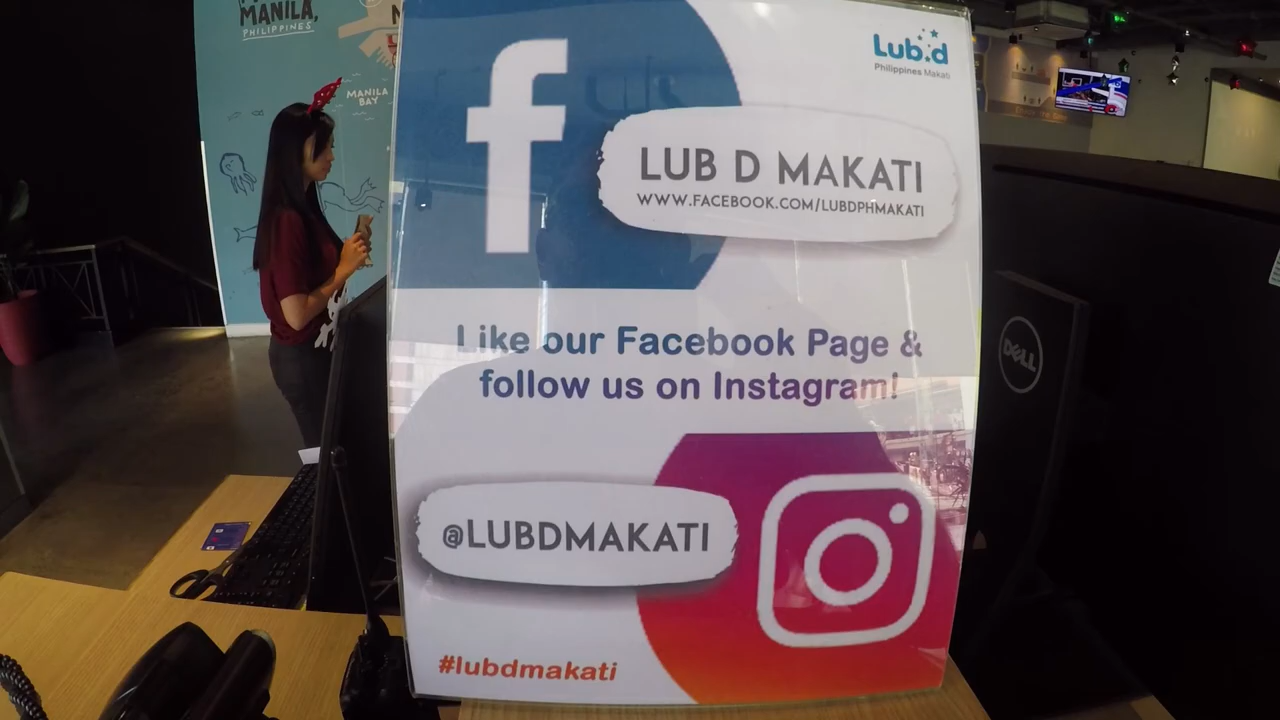 MANILA,
PHILIPPINES
MANILA
BAY
Lub.d
Philippines Makati
LUB D MAKATI
WWW.FACEBOOK.COM/LUBDPHMAKATI
Like our Facebook Page &
follow us on Instagram!
@LUBDMAKATI
#lubdmakati
DELL